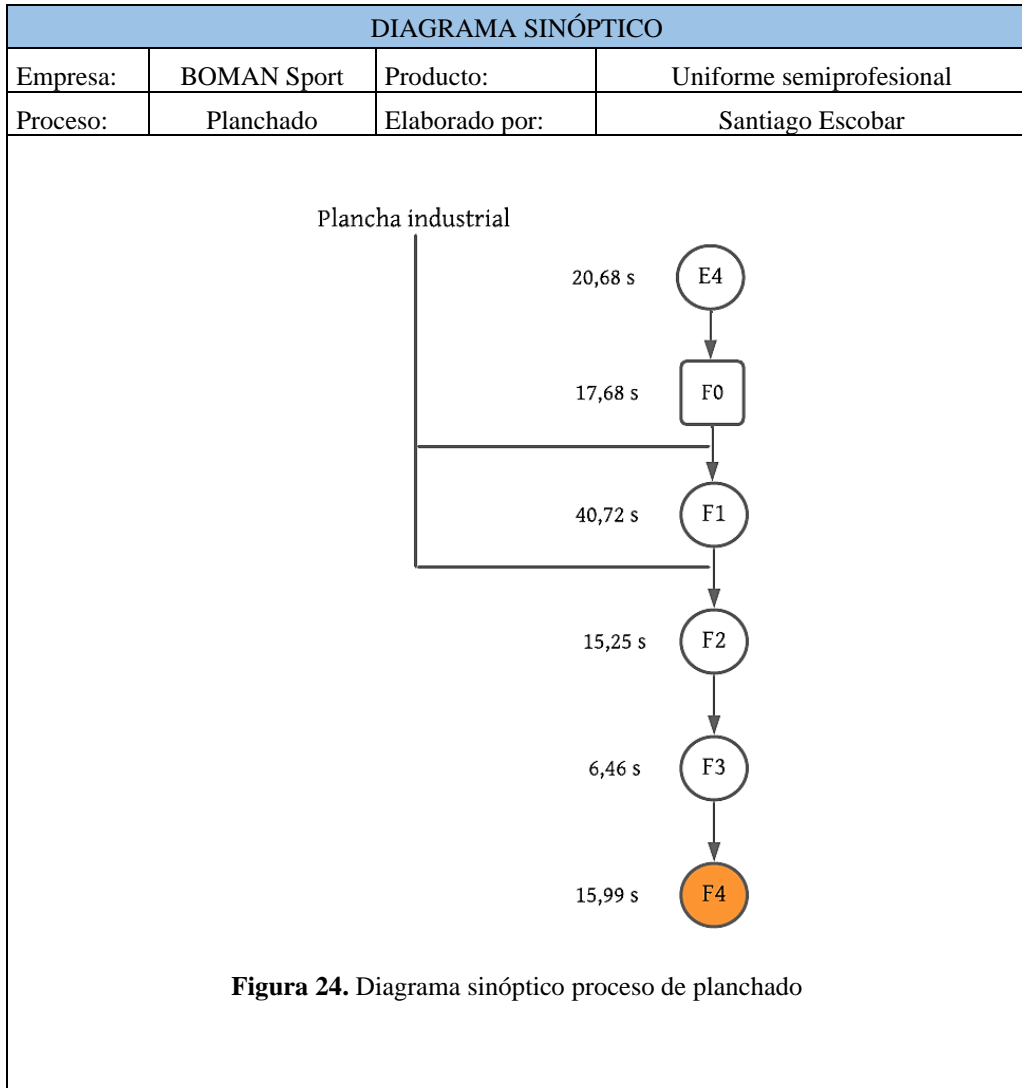 DIAGRAMA SINÓPTICO
Empresa: BOMAN Sport Producto: Uniforme semiprofesional
Proceso: Planchado Elaborado por: Santiago Escobar
Plancha industrial
20,68 s E4
17,68 s F0
40,72 s F1
15,25 s F2
6,46 s F3
15,99 s F4
Figura 24. Diagrama sinóptico proceso de planchado